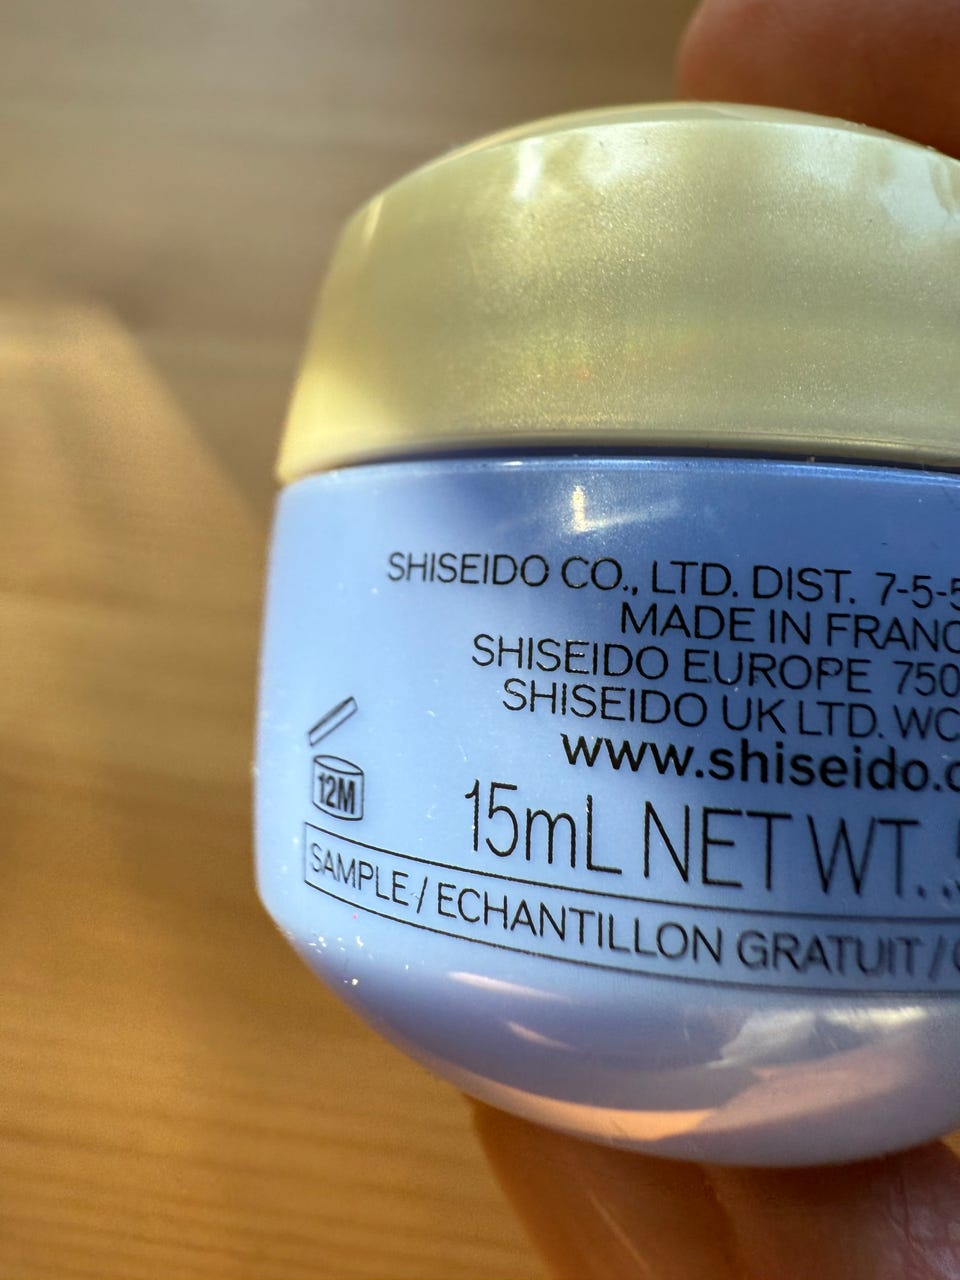 SHISEIDO CO., LTD. DIST. 7-5-5
MADE IN FRANC
SHISEIDO EUROPE 750
SHISEIDO UK LTD. WC
www.shiseido.c
12M
15mL NET WT.
SAMPLE / ECHANTILLON GRATUIT /